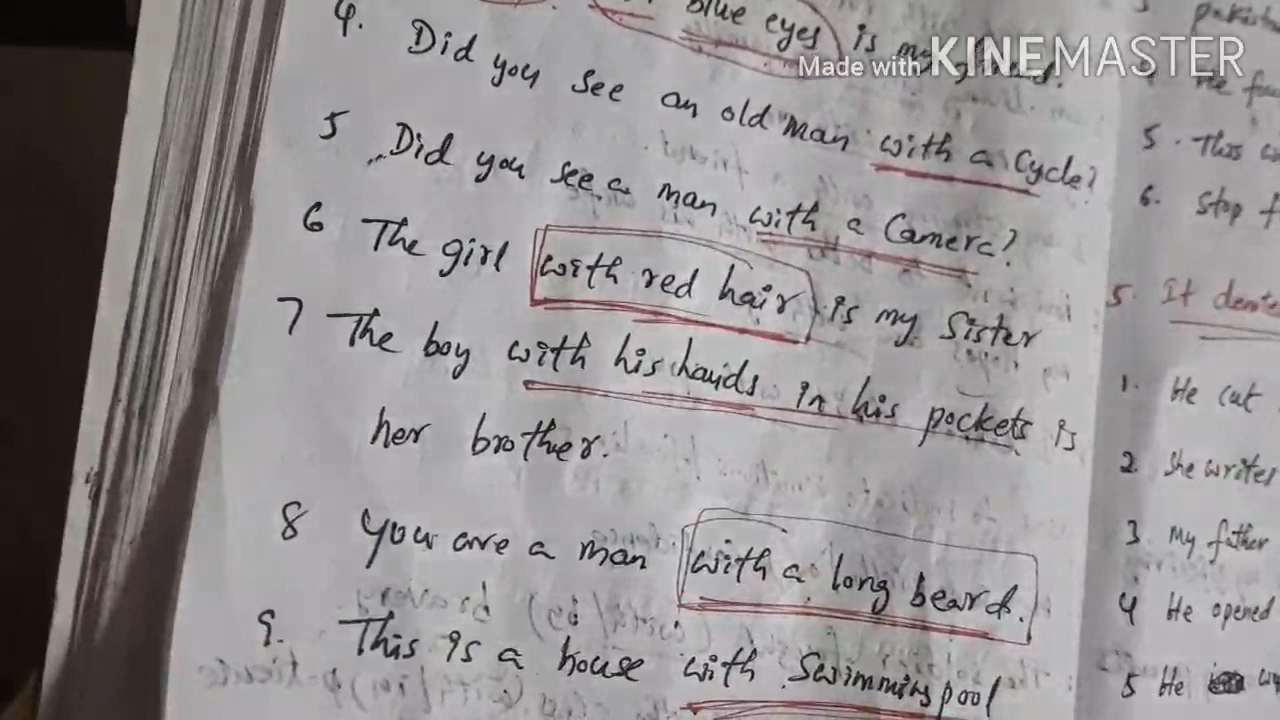 blue eyes is my
Made with KINEMASTER
4. Did you see an old man with a Cycle?
5 Did you see a man with a Camera?
6 The girl with red hair is my Sister
7 The boy with his hands in his pockets is
her brother.
8 you are a man with a long beard.
9. This is a house with Swimming pool
5. This
6. Stop
5. It
1. He cut
2. She writes
3 my father
4 He opened
5 He